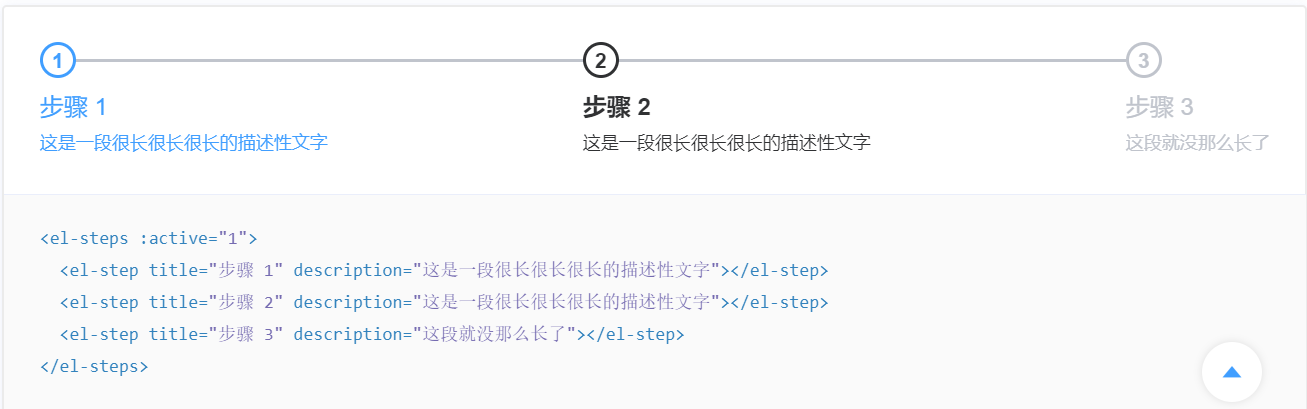 1
2
3
步骤 1
步骤 2
步骤 3
这是一段很长很长很长的描述性文字
这是一段很长很长很长的描述性文字
这段就没那么长了
<el-steps :active="1">
  <el-step title="步骤 1" description="这是一段很长很长很长的描述性文字"></el-step>
  <el-step title="步骤 2" description="这是一段很长很长很长的描述性文字"></el-step>
  <el-step title="步骤 3" description="这段就没那么长了"></el-step>
</el-steps>